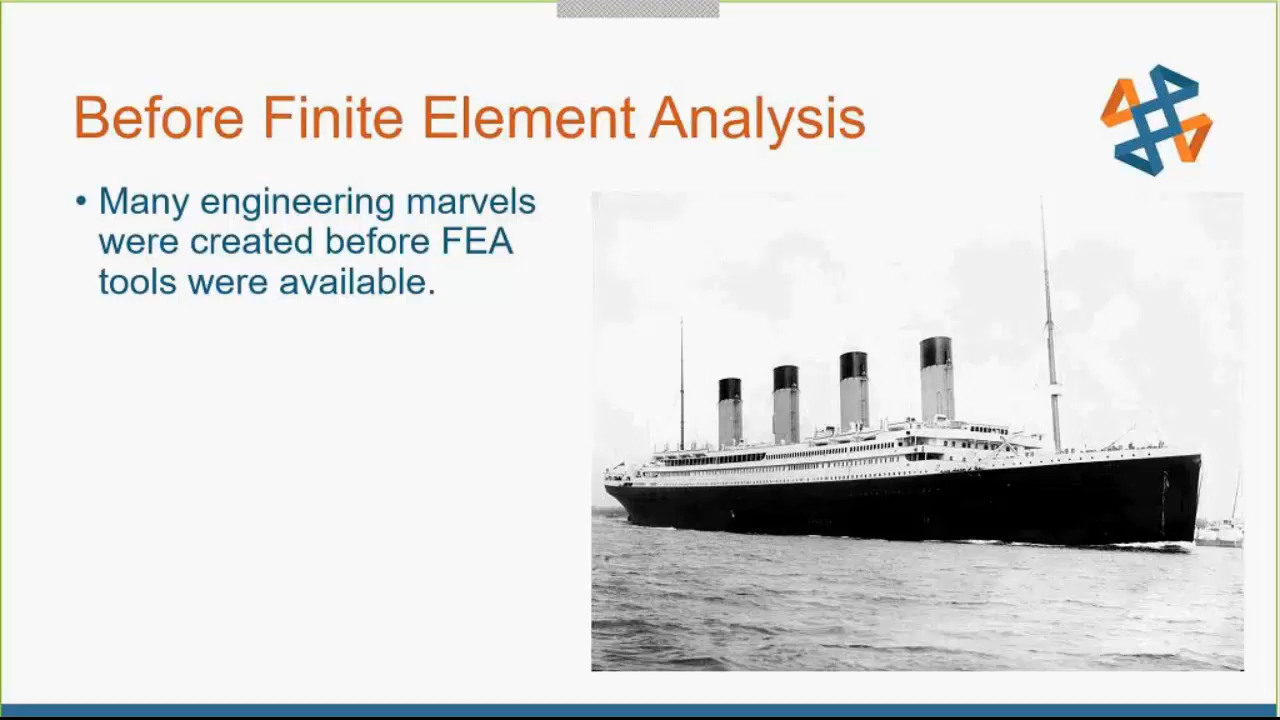 Before Finite Element Analysis
• Many engineering marvels
were created before FEA
tools were available.